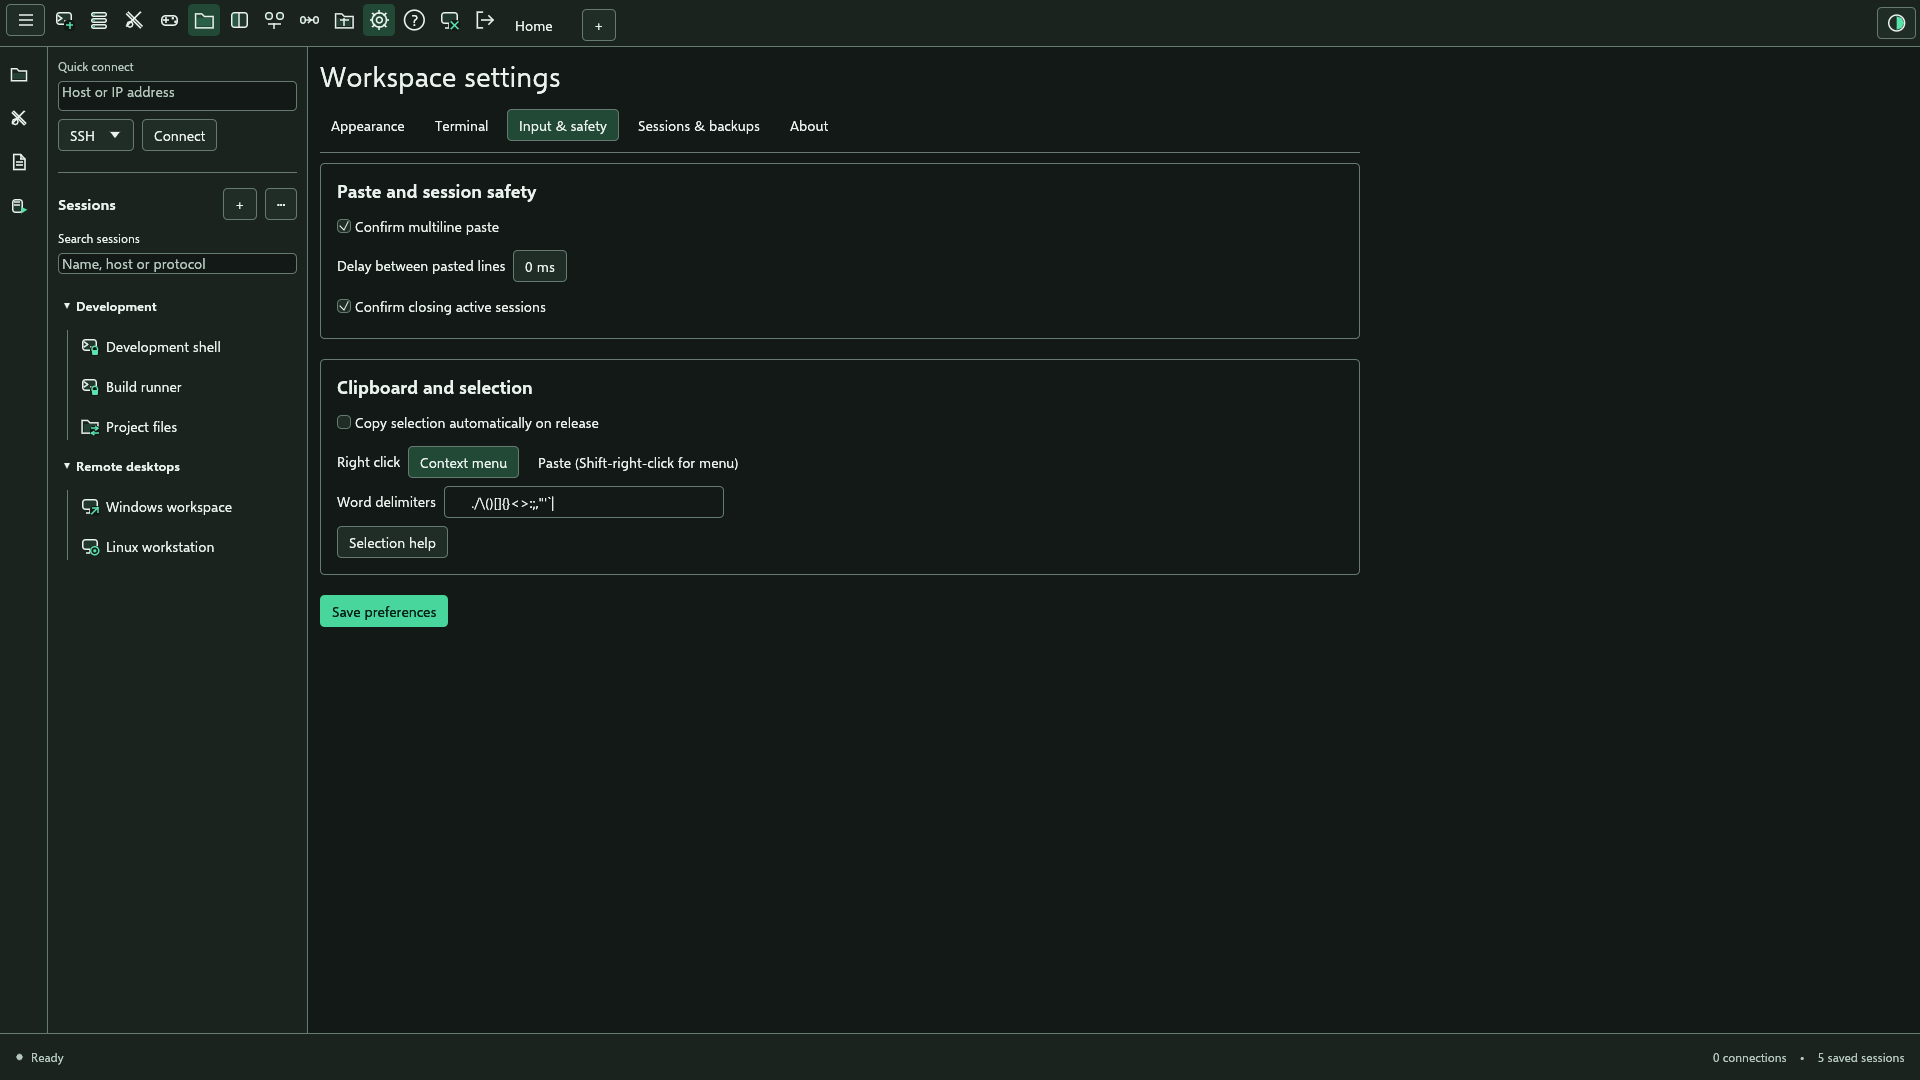 Home
+
Quick connect
Host or IP address
SSH
Connect
Sessions
+
...
Search sessions
Name, host or protocol
Development
Development shell
Build runner
Project files
Remote desktops
Windows workspace
Linux workstation
Workspace settings
Appearance
Terminal
Input & safety
Sessions & backups
About
Paste and session safety
Confirm multiline paste
Delay between pasted lines 0 ms
Confirm closing active sessions
Clipboard and selection
Copy selection automatically on release
Right click Context menu Paste (Shift-right-click for menu)
Word delimiters ./\()[]{}<>:;,"'`|
Selection help
Save preferences
Ready
0 connections • 5 saved sessions